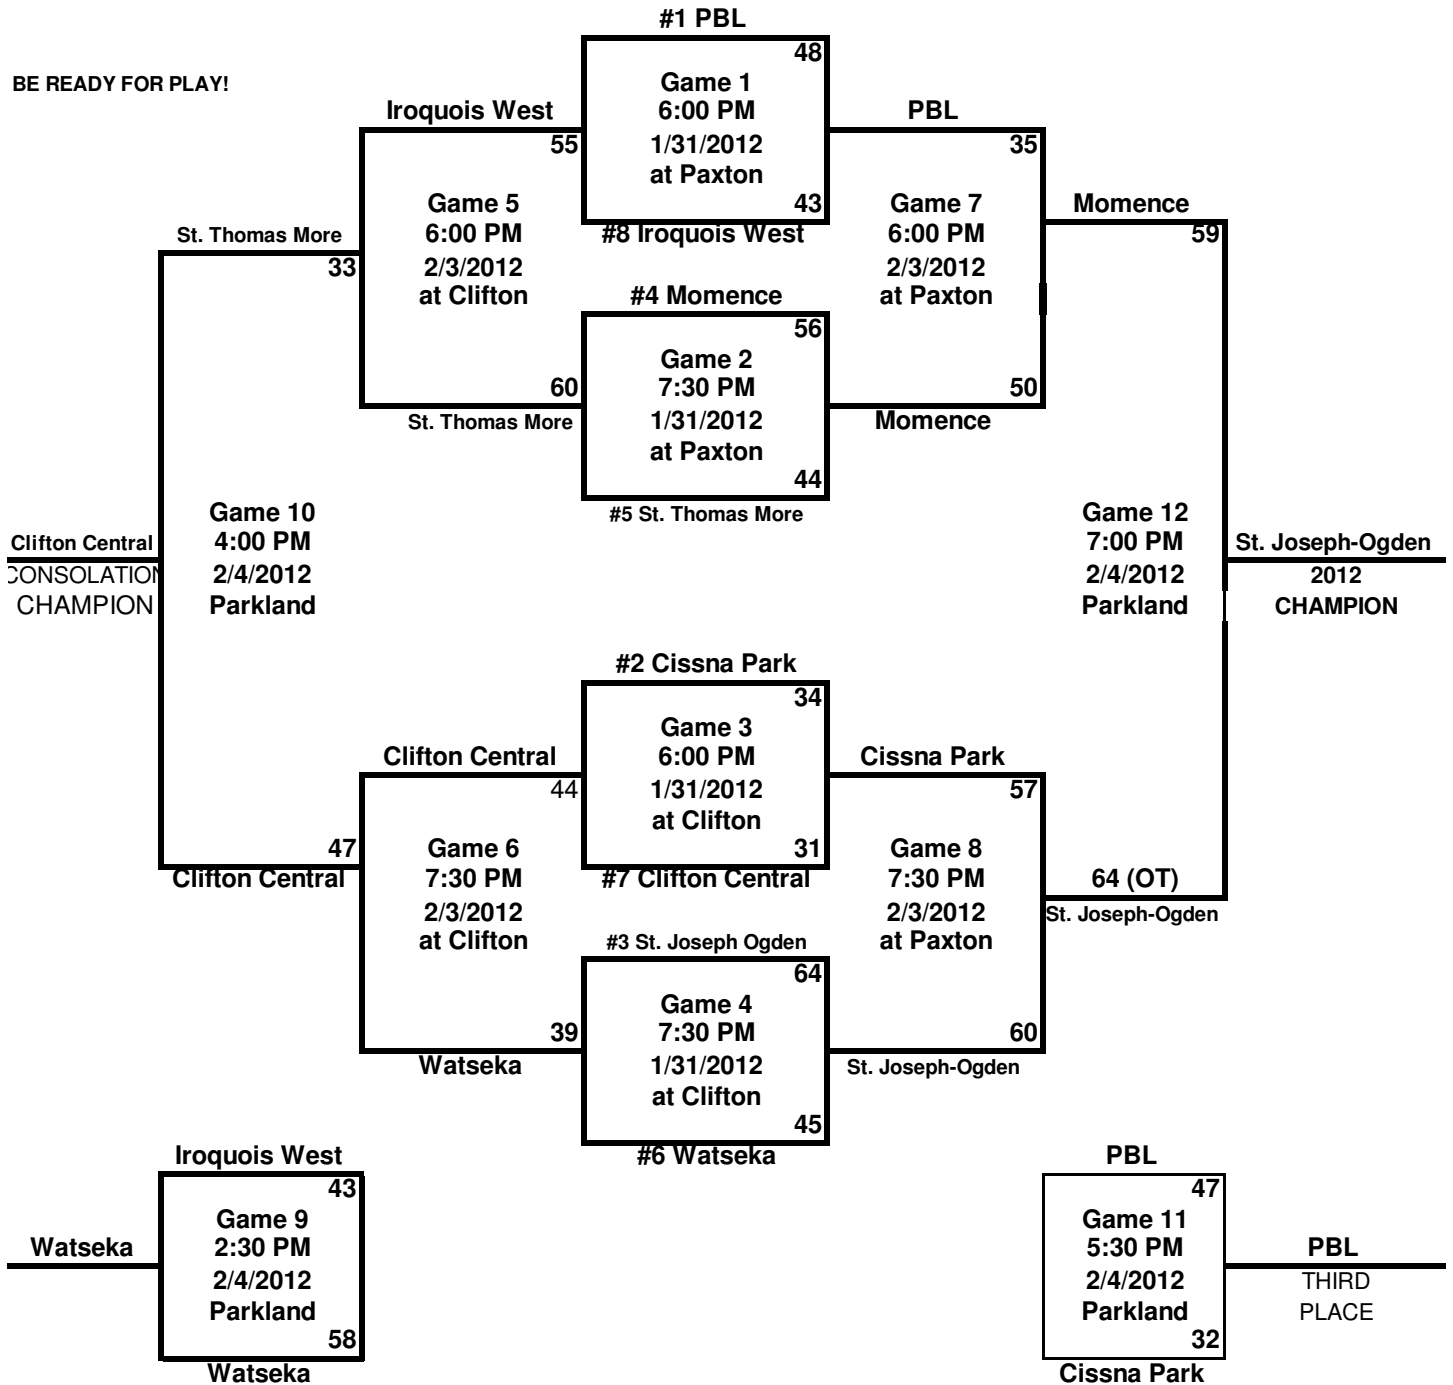 #1 PBL
48
BE READY FOR PLAY!
Game 1
6:00 PM
1/31/2012
at Paxton
43
#8 Iroquois West
Iroquois West
55
Game 5
6:00 PM
2/3/2012
at Clifton
60
St. Thomas More
PBL
35
Game 7
6:00 PM
2/3/2012
at Paxton
50
Momence
St. Thomas More
33
Momence
59
#4 Momence
56
Game 2
7:30 PM
1/31/2012
at Paxton
44
#5 St. Thomas More
Game 10
4:00 PM
2/4/2012
Parkland
Clifton Central
CONSOLATION
CHAMPION
Game 12
7:00 PM
2/4/2012
Parkland
St. Joseph-Ogden
2012
CHAMPION
#2 Cissna Park
34
Game 3
6:00 PM
1/31/2012
at Clifton
31
#7 Clifton Central
Clifton Central
44
Game 6
7:30 PM
2/3/2012
at Clifton
39
Watseka
Cissna Park
57
Game 8
7:30 PM
2/3/2012
at Paxton
60
St. Joseph-Ogden
47
Clifton Central
64 (OT)
St. Joseph-Ogden
#3 St. Joseph Ogden
64
Game 4
7:30 PM
1/31/2012
at Clifton
45
#6 Watseka
Iroquois West
43
Game 9
2:30 PM
2/4/2012
Parkland
58
Watseka
Watseka
PBL
47
Game 11
5:30 PM
2/4/2012
Parkland
32
Cissna Park
PBL
THIRD
PLACE